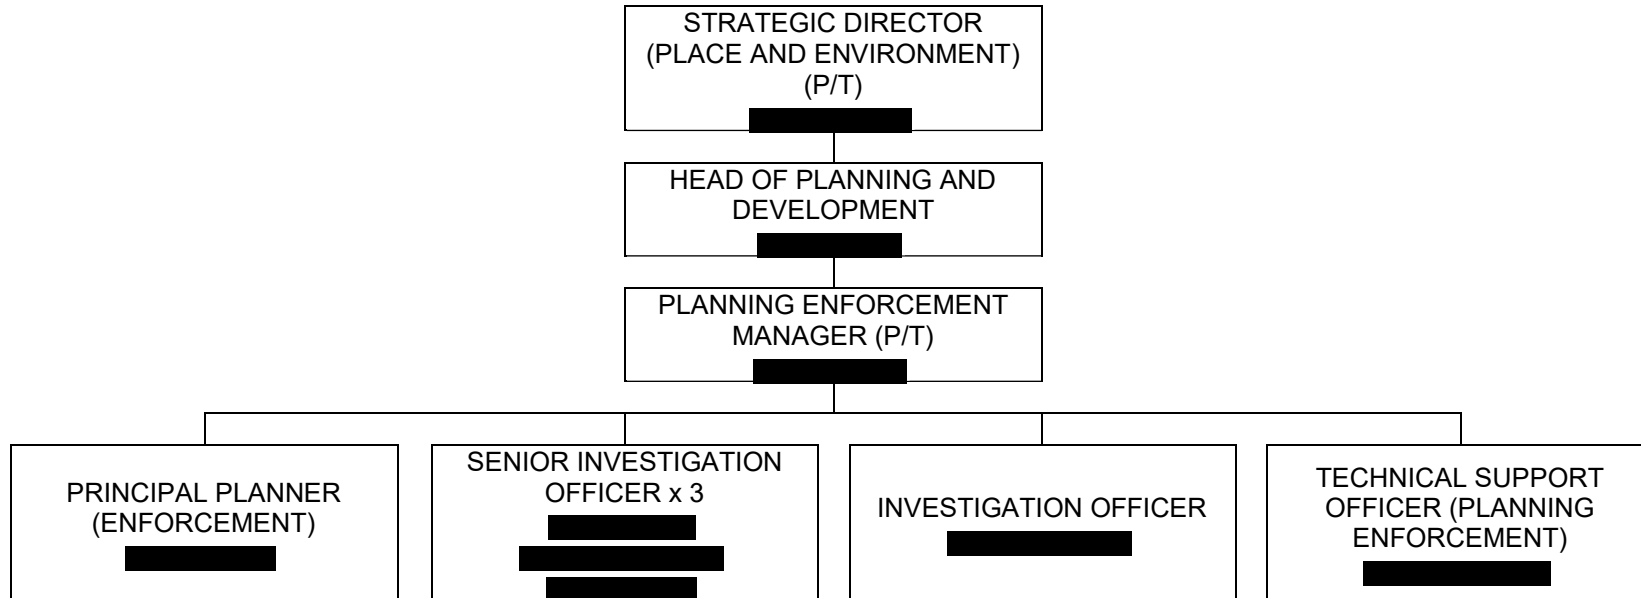 STRATEGIC DIRECTOR
(PLACE AND ENVIRONMENT)
(P/T)
HEAD OF PLANNING AND
DEVELOPMENT
PLANNING ENFORCEMENT
MANAGER (P/T)
PRINCIPAL PLANNER
(ENFORCEMENT)
SENIOR INVESTIGATION
OFFICER x 3
INVESTIGATION OFFICER
TECHNICAL SUPPORT
OFFICER (PLANNING
ENFORCEMENT)